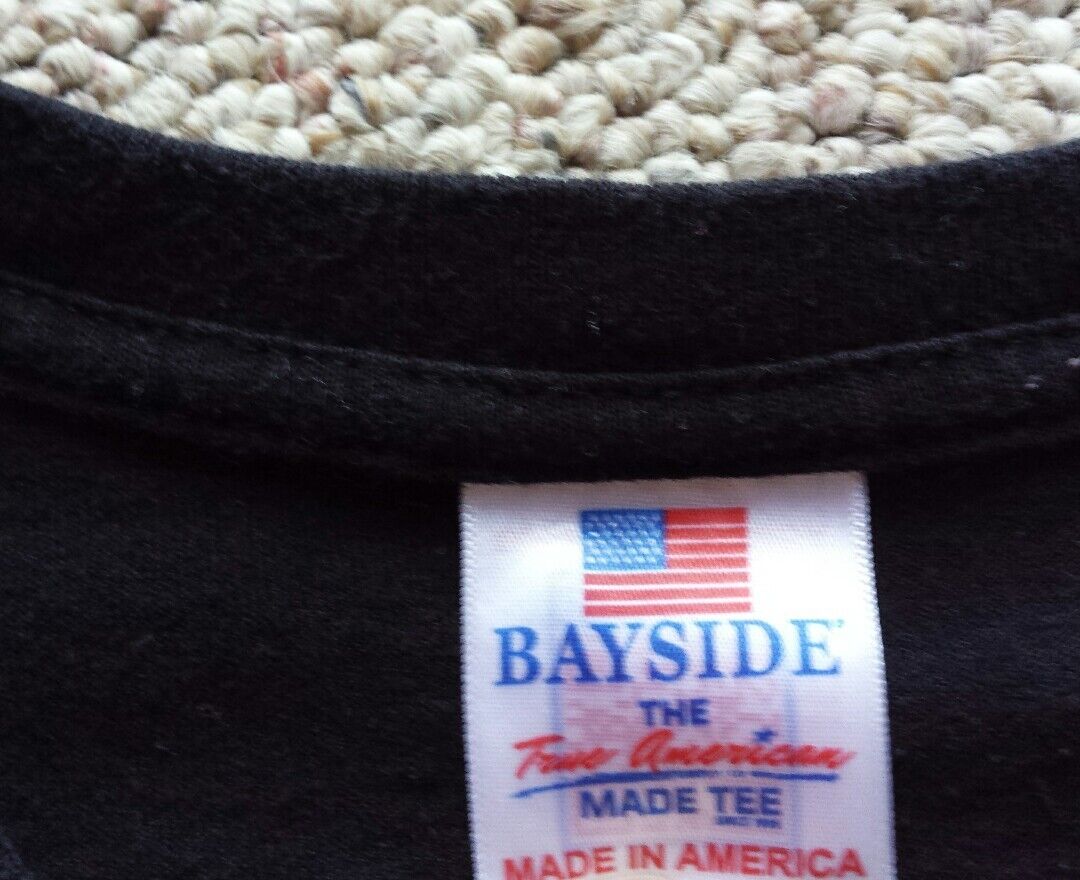 BAYSIDE
THE
True American
MADE TEE
MADE IN AMERICA